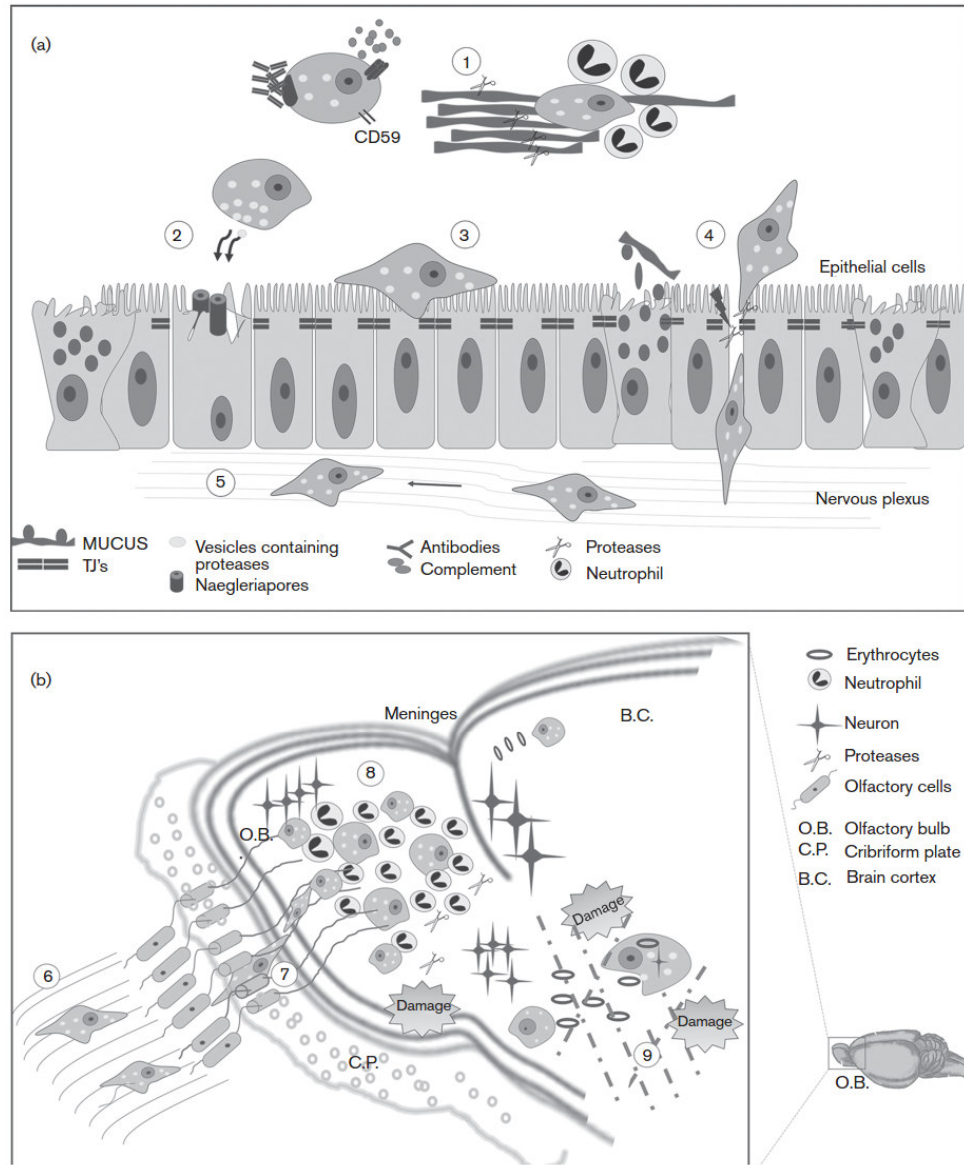 (a)
1
CD59
2
3
4
Epithelial cells
5
Nervous plexus
MUCUS
TJ's
Vesicles containing
proteases
Naegleriapores
Antibodies
Complement
Proteases
Neutrophil
(b)
Meninges
B.C.
8
O.B.
Damage
6
7
Damage
Damage
9
C.P.
Erythrocytes
Neutrophil
Neuron
Proteases
Olfactory cells
O.B. Olfactory bulb
C.P. Cribriform plate
B.C. Brain cortex
O.B.